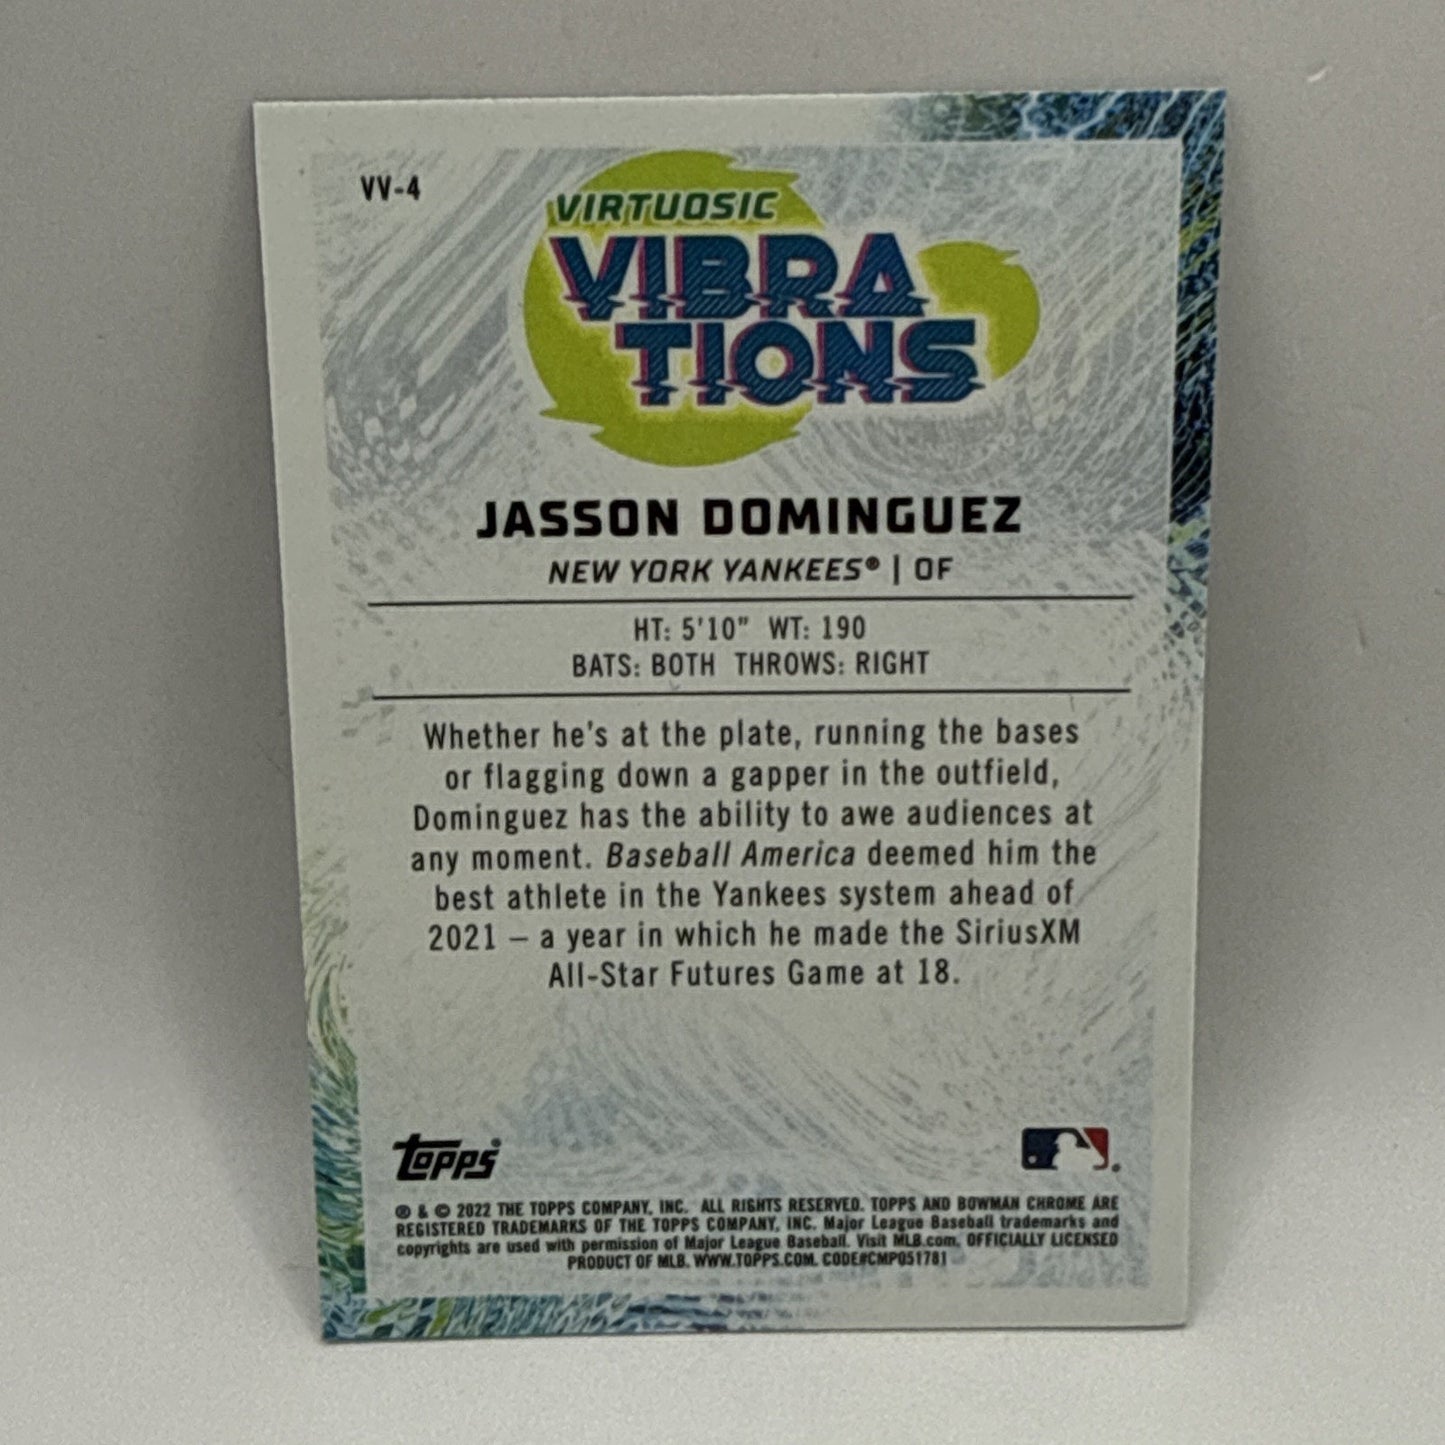 VV-4
VIRTUOSIC
VIBRA
TIONS
JASSON DOMINGUEZ
NEW YORK YANKEES® | OF
HT: 5'10" WT: 190
BATS: BOTH THROWS: RIGHT
Whether he's at the plate, running the bases
or flagging down a gapper in the outfield,
Dominguez has the ability to awe audiences at
any moment. Baseball America deemed him the
best athlete in the Yankees system ahead of
2021 – a year in which he made the SiriusXM
All-Star Futures Game at 18.
Topps
® & © 2022 THE TOPPS COMPANY, INC. ALL RIGHTS RESERVED. TOPPS AND BOWMAN CHROME ARE
REGISTERED TRADEMARKS OF THE TOPPS COMPANY, INC. Major League Baseball trademarks and
copyrights are used with permission of Major League Baseball. Visit MLB.com. OFFICIALLY LICENSED
PRODUCT OF MLB. WWW.TOPPS.COM. CODE#CMP051781